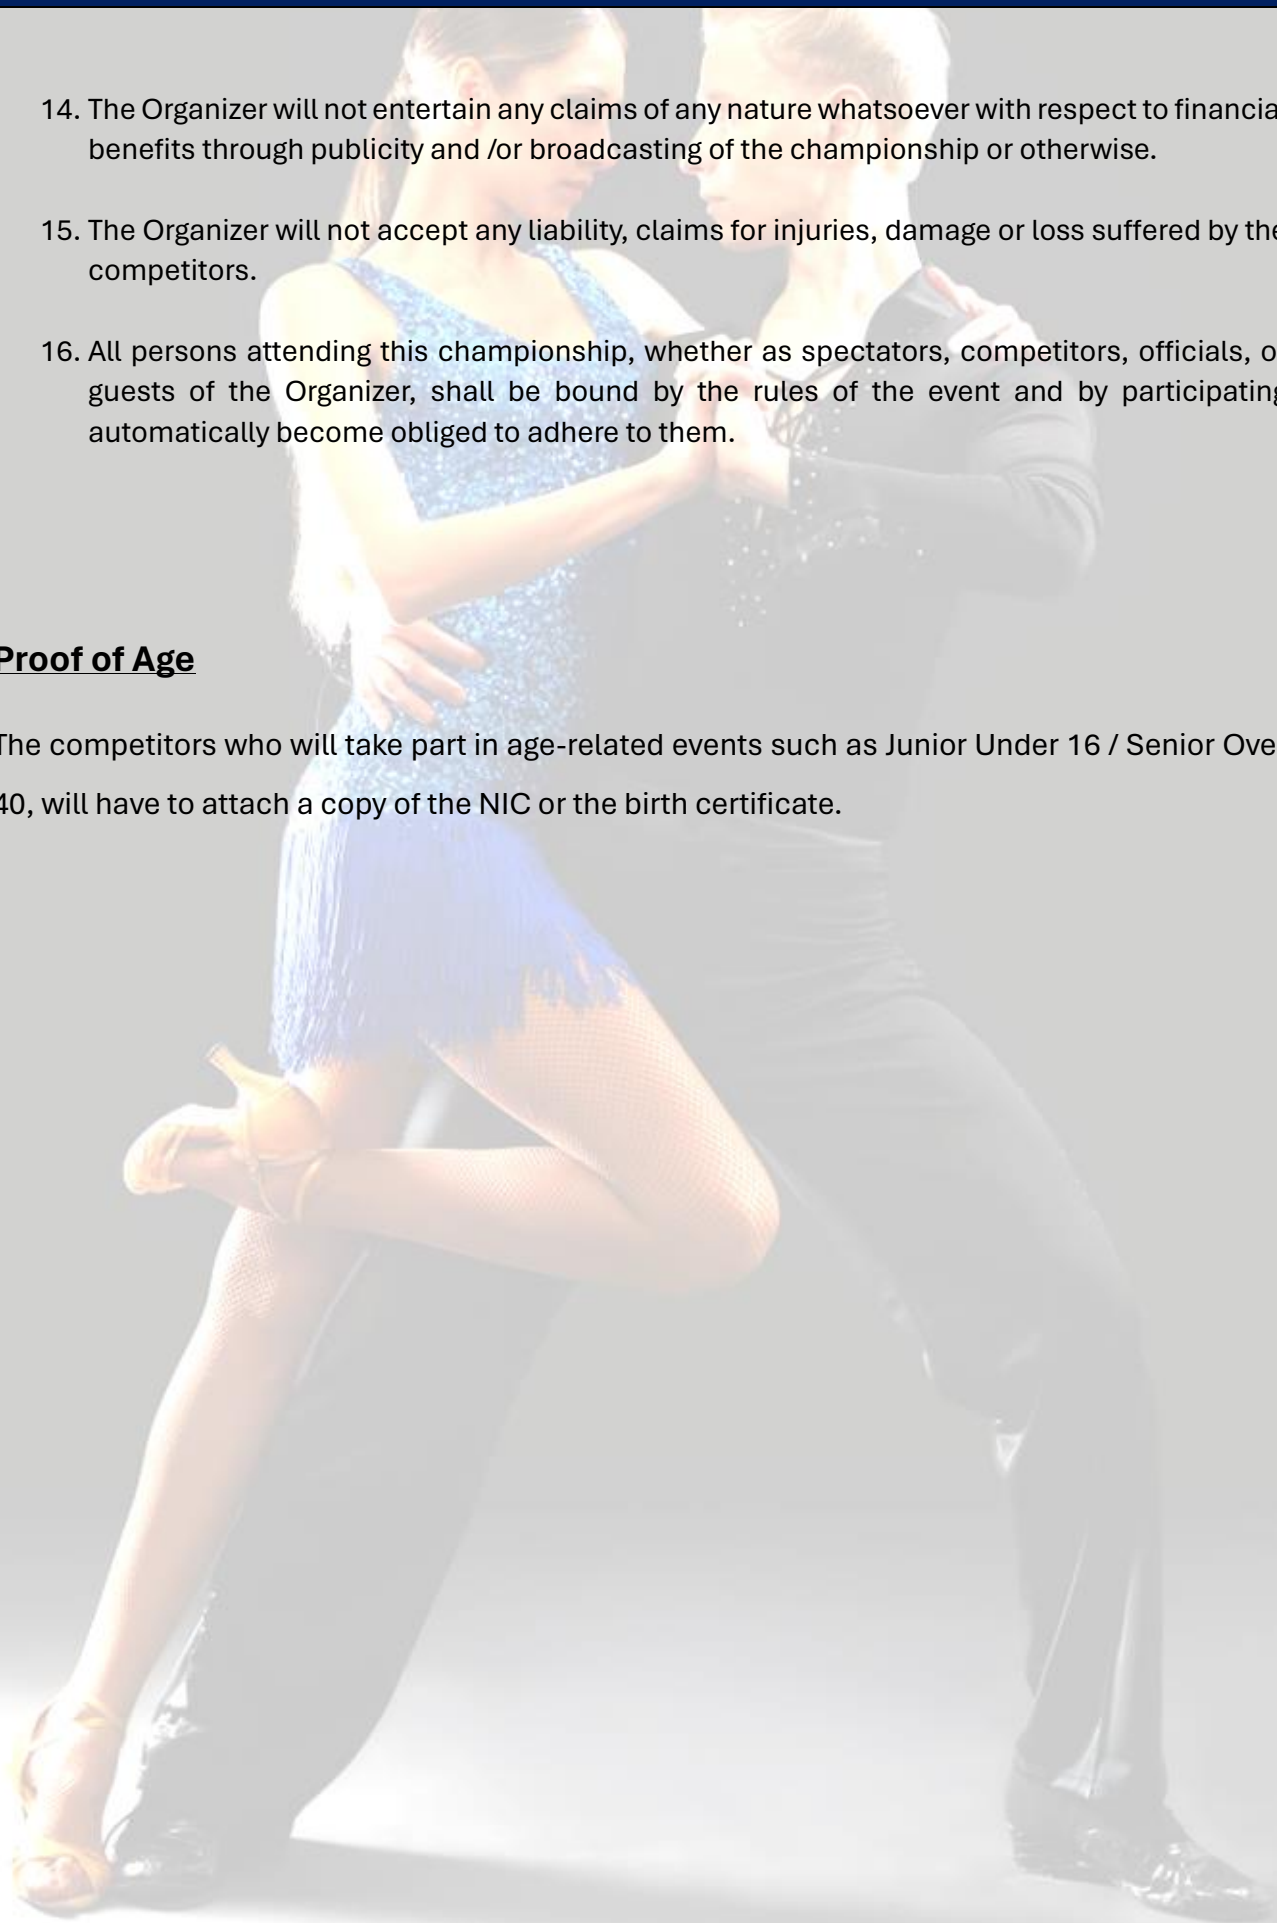 14. The Organizer will not entertain any claims of any nature whatsoever with respect to financia
benefits through publicity and /or broadcasting of the championship or otherwise.
15. The Organizer will not accept any liability, claims for injuries, damage or loss suffered by the
competitors.
16. All persons attending this championship, whether as spectators, competitors, officials, o
guests of the Organizer, shall be bound by the rules of the event and by participating
automatically become obliged to adhere to them.
Proof of Age
The competitors who will take part in age-related events such as Junior Under 16 / Senior Ove
40, will have to attach a copy of the NIC or the birth certificate.